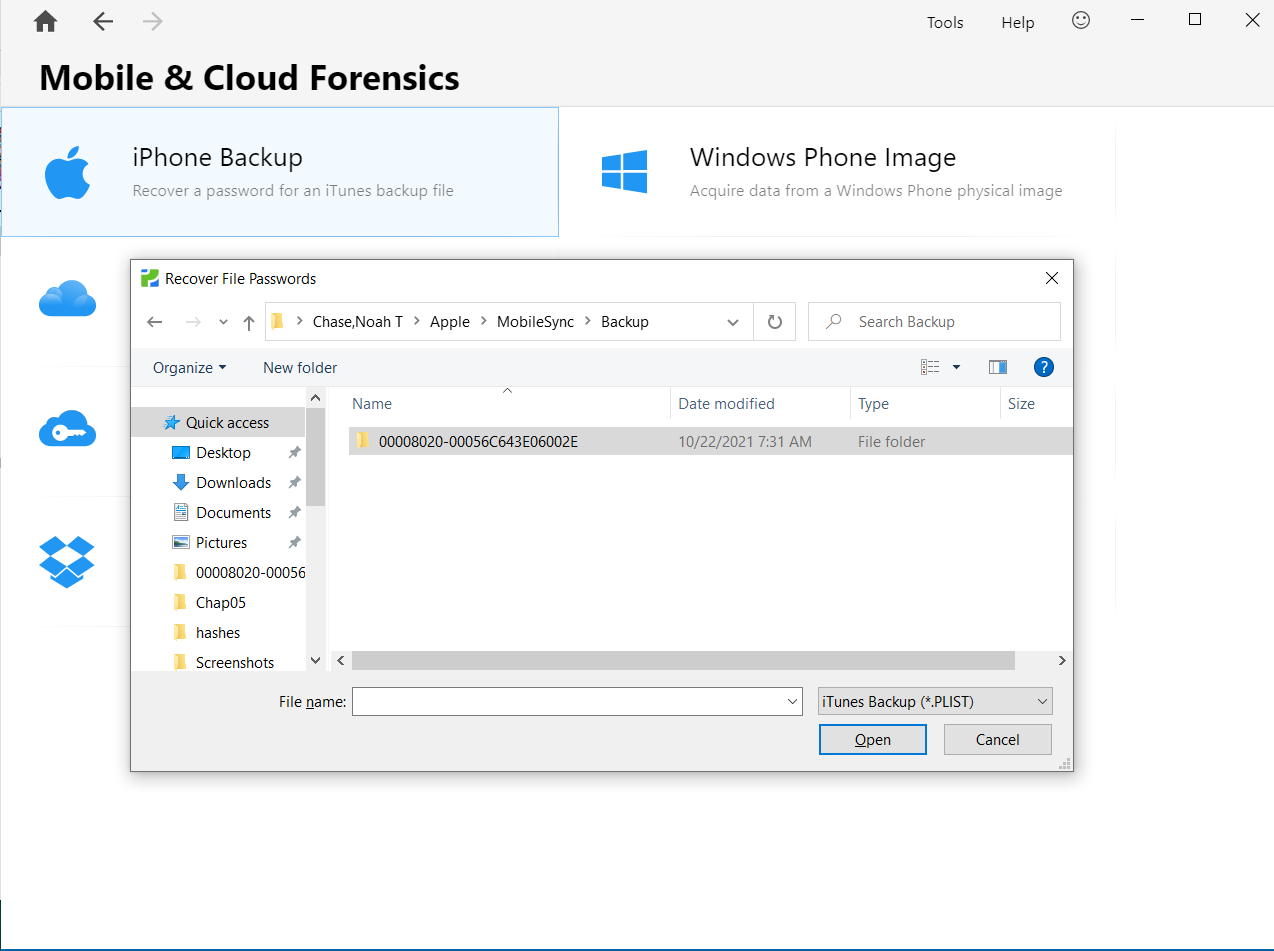 Tools Help
Mobile & Cloud Forensics
iPhone Backup
Recover a password for an iTunes backup file
Windows Phone Image
Acquire data from a Windows Phone physical image
Recover File Passwords
Chase,Noah T Apple MobileSync Backup
Search Backup
Organize New folder
?
Name Date modified Type Size
Quick access
Desktop
Downloads
Documents
Pictures
00008020-00056
Chap05
hashes
Screenshots
00008020-00056C643E06002E 10/22/2021 7:31 AM File folder
File name:
iTunes Backup (*.PLIST)
Open Cancel